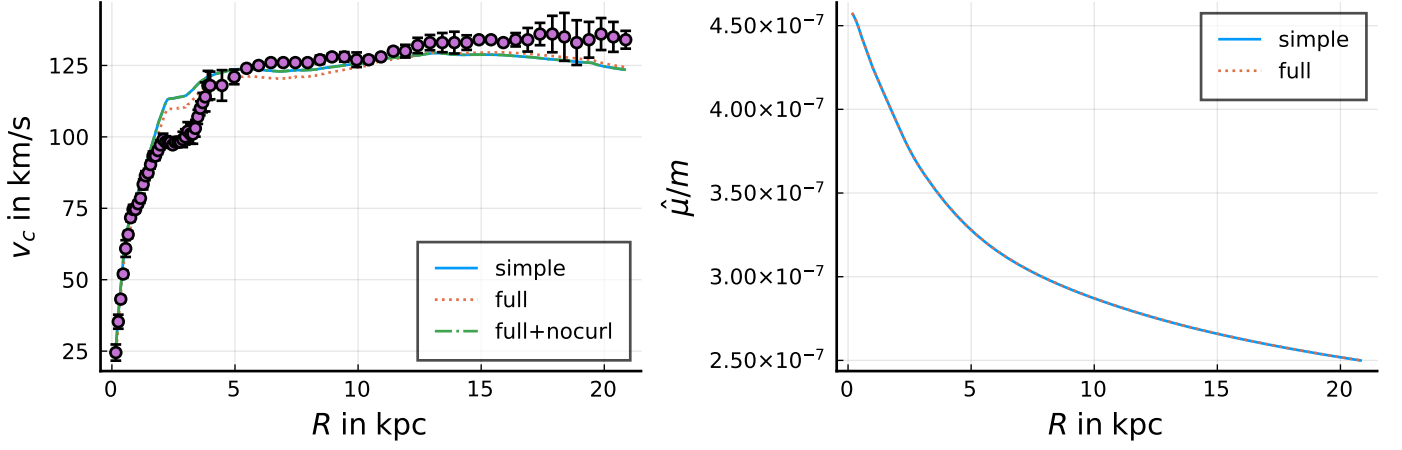 v_c in km/s
125
100
75
50
25
simple
full
full+nocurl
0 5 10 15 20
R in kpc
μ̂/m
4.50×10⁻⁷
4.00×10⁻⁷
3.50×10⁻⁷
3.00×10⁻⁷
2.50×10⁻⁷
simple
full
0 5 10 15 20
R in kpc